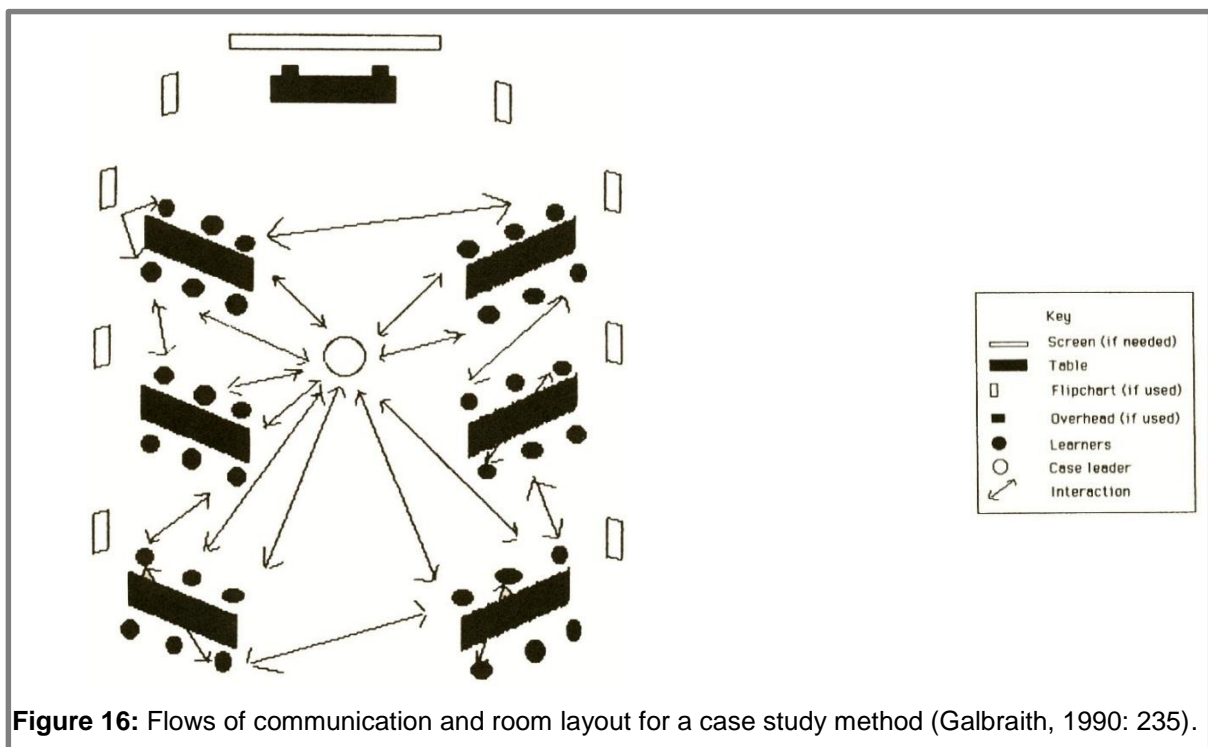 Key
Screen (if needed)
Table
Flipchart (if used)
Overhead (if used)
Learners
Case leader
Interaction
Figure 16: Flows of communication and room layout for a case study method (Galbraith, 1990: 235).